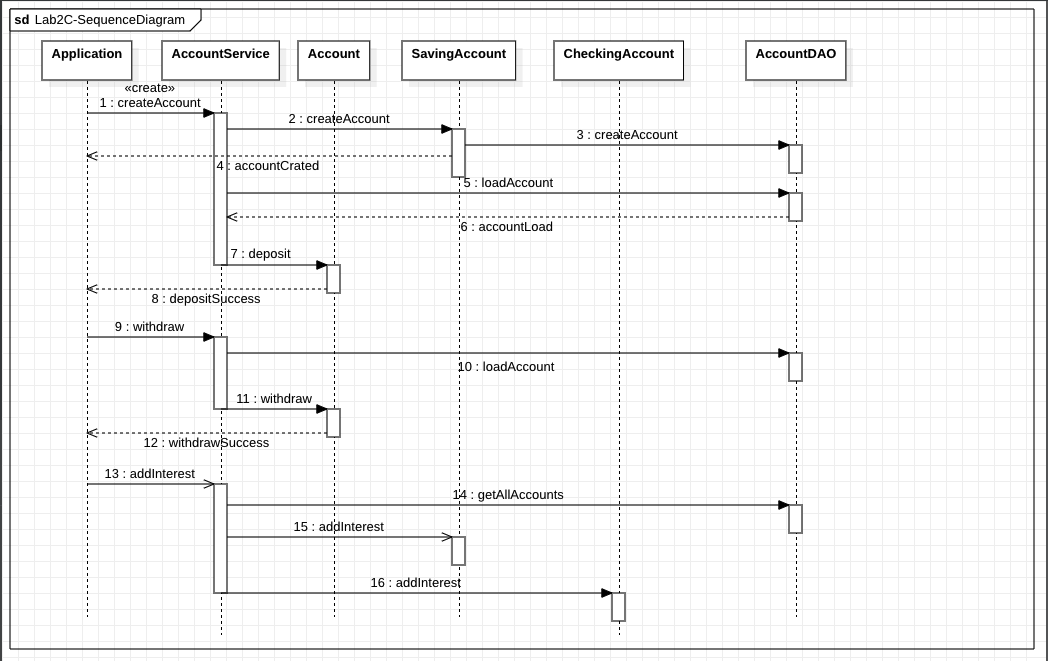 sd Lab2C-SequenceDiagram
Application
AccountService
Account
SavingAccount
CheckingAccount
AccountDAO
«create»
1 : createAccount
2 : createAccount
3 : createAccount
4 : accountCrated
5 : loadAccount
6 : accountLoad
7 : deposit
8 : depositSuccess
9 : withdraw
10 : loadAccount
11 : withdraw
12 : withdrawSuccess
13 : addInterest
14 : getAllAccounts
15 : addInterest
16 : addInterest